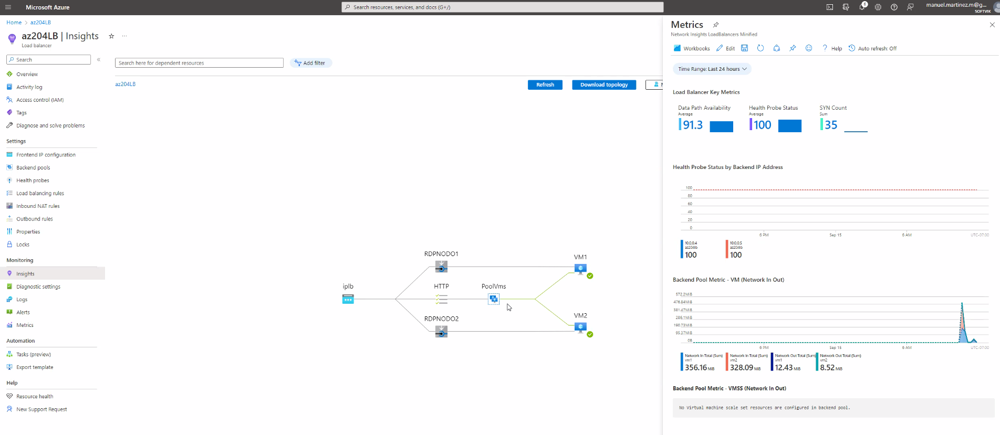 Microsoft Azure
Search resources, services, and docs (G+/)
6
manuel.martinez.m@g...
SOFTVIK
Home > az204LB
az204LB | Insights
...
Load balancer
Search
«
Overview
Activity log
Access control (IAM)
Tags
Diagnose and solve problems
Settings
Frontend IP configuration
Backend pools
Health probes
Load balancing rules
Inbound NAT rules
Outbound rules
Properties
Locks
Monitoring
Insights
Diagnostic settings
Logs
Alerts
Metrics
Automation
Tasks (preview)
Export template
Help
Resource health
New Support Request
Search here for dependent resources
Add filter
az204LB
Refresh
Download topology
RDPNODO1
VM1
iplb
HTTP
PoolVms
RDPNODO2
VM2
Metrics
Network Insights LoadBalancers Minified
Workbooks
Edit
Help
Auto refresh: Off
Time Range: Last 24 hours
Load Balancer Key Metrics
Data Path Availability
Average
91.3
Health Probe Status
Average
100
SYN Count
Sum
35
Health Probe Status by Backend IP Address
100
80
60
40
20
0
6 PM
Sep 15
6 AM
UTC-07:00
10.0.0.4
az204lb
100
10.0.0.5
az204lb
100
Backend Pool Metric - VM (Network In Out)
572.2MiB
476.84MiB
381.47MiB
286.1MiB
190.73MiB
95.37MiB
0B
6 PM
Sep 15
6 AM
UTC-07:00
Network In Total (Sum)
vm1
356.16 MiB
Network In Total (Sum)
vm2
328.09 MiB
Network Out Total (Sum)
vm1
12.43 MiB
Network Out Total (Sum)
vm2
8.52 MiB
Backend Pool Metric - VMSS (Network In Out)
No Virtual machine scale set resources are configured in backend pool.